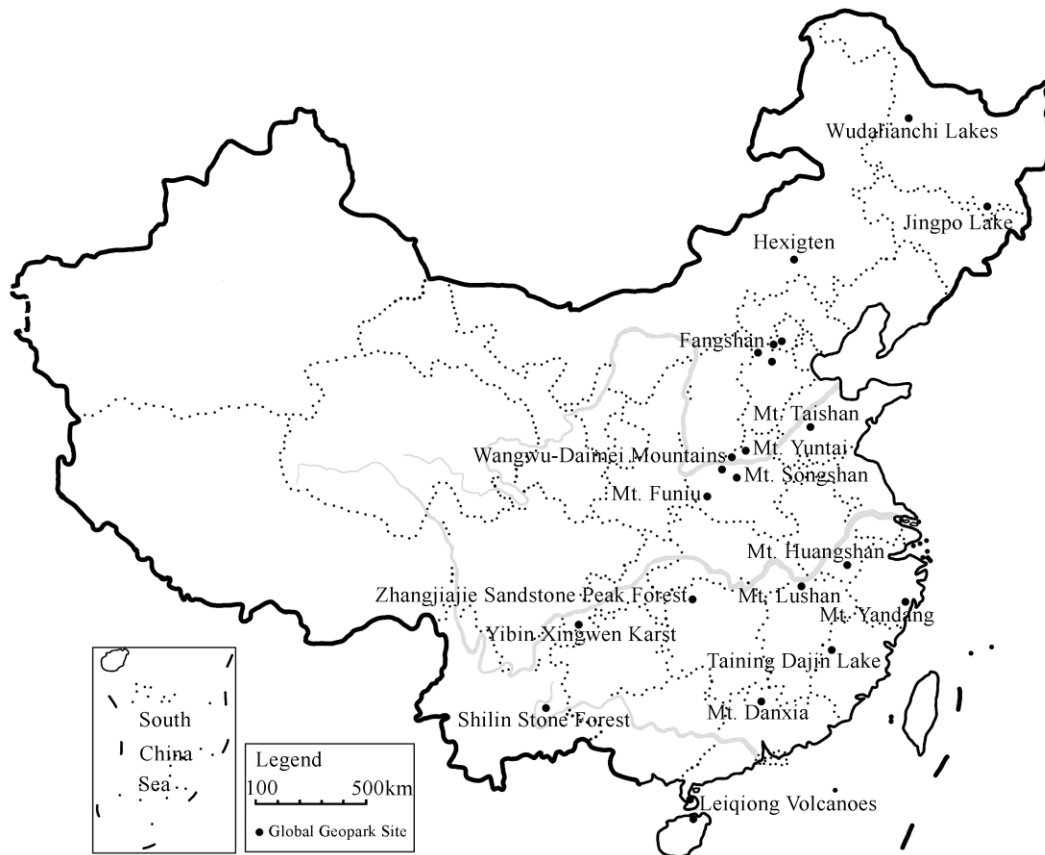 Wudalianchi Lakes
Jingpo Lake
Hexigten
Fangshan
Mt. Taishan
Mt. Yuntai
Wangwu-Daimei Mountains
Mt. Songshan
Mt. Funiu
Mt. Huangshan
Zhangjiajie Sandstone Peak Forest
Mt. Lushan
Mt. Yandang
Yibin Xingwen Karst
Taining Dajin Lake
Shilin Stone Forest
Mt. Danxia
Leiqiong Volcanoes
South
China
Sea
Legend
100 500km
Global Geopark Site